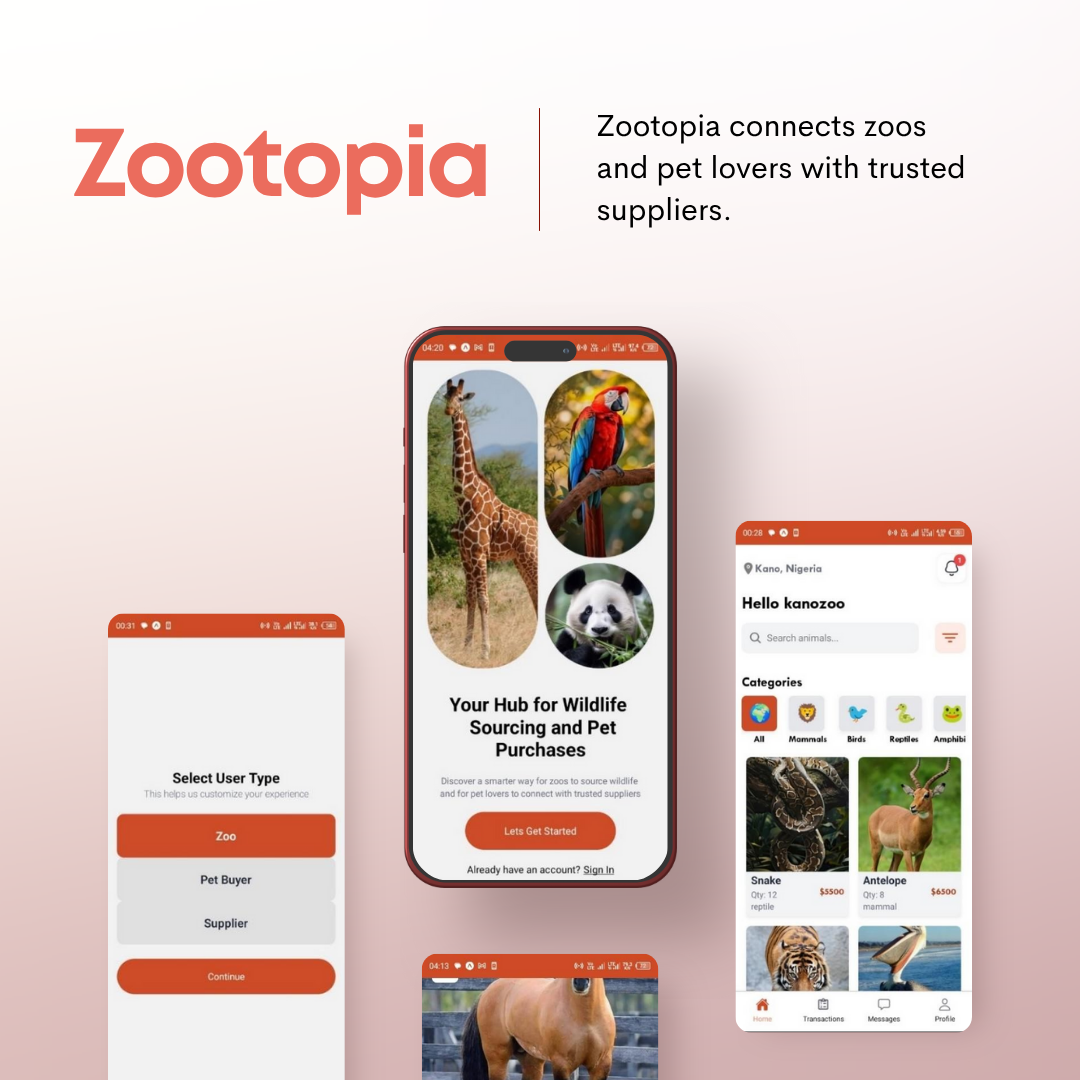 Zootopia
Zootopia connects zoos
and pet lovers with trusted
suppliers.
04:20
Your Hub for Wildlife
Sourcing and Pet
Purchases
Discover a smarter way for zoos to source wildlife
and for pet lovers to connect with trusted suppliers
Lets Get Started
Already have an account? Sign In
00:31
Select User Type
This helps us customize your experience
Zoo
Pet Buyer
Supplier
Continue
00:28
Kano, Nigeria
1
Hello kanozoo
Search animals...
Categories
All Mammals Birds Reptiles Amphibi
Snake
Qty: 12
reptile
$5500
Antelope
Qty: 8
mammal
$6500
Home Transactions Messages Profile
04:13